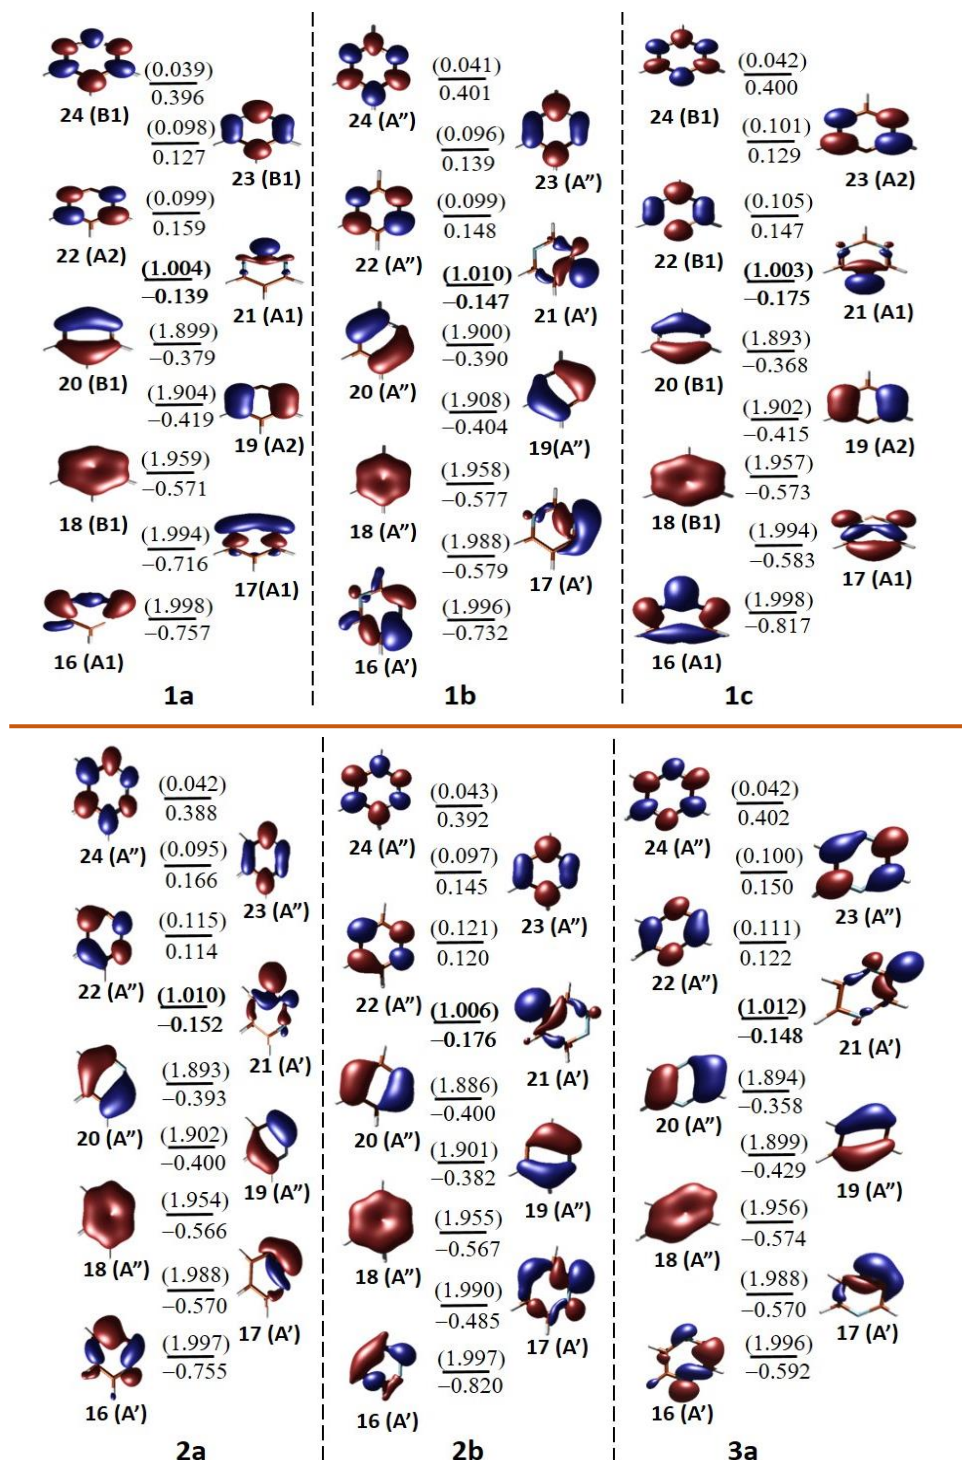 (0.039)
0.396
24 (B1)
(0.098)
0.127
23 (B1)
(0.099)
0.159
22 (A2)
(1.004)
−0.139
21 (A1)
(1.899)
−0.379
20 (B1)
(1.904)
−0.419
19 (A2)
(1.959)
−0.571
18 (B1)
(1.994)
−0.716
17(A1)
(1.998)
−0.757
16 (A1)
1a
(0.041)
0.401
24 (A”)
(0.096)
0.139
23 (A”)
(0.099)
0.148
22 (A”)
(1.010)
−0.147
21 (A’)
(1.900)
−0.390
20 (A”)
(1.908)
−0.404
19(A”)
(1.958)
−0.577
18 (A”)
(1.988)
−0.579
17 (A’)
(1.996)
−0.732
16 (A’)
1b
(0.042)
0.400
24 (B1)
(0.101)
0.129
23 (A2)
(0.105)
0.147
22 (B1)
(1.003)
−0.175
21 (A1)
(1.893)
−0.368
20 (B1)
(1.902)
−0.415
19 (A2)
(1.957)
−0.573
18 (B1)
(1.994)
−0.583
17 (A1)
(1.998)
−0.817
16 (A1)
1c
(0.042)
0.388
24 (A”)
(0.095)
0.166
23 (A”)
(0.115)
0.114
22 (A”)
(1.010)
−0.152
21 (A’)
(1.893)
−0.393
20 (A”)
(1.902)
−0.400
19 (A”)
(1.954)
−0.566
18 (A”)
(1.988)
−0.570
17 (A’)
(1.997)
−0.755
16 (A’)
2a
(0.043)
0.392
24 (A”)
(0.097)
0.145
23 (A”)
(0.121)
0.120
22 (A”)
(1.006)
−0.176
21 (A’)
(1.886)
−0.400
20 (A”)
(1.901)
−0.382
19 (A”)
(1.955)
−0.567
18 (A”)
(1.990)
−0.485
17 (A’)
(1.997)
−0.820
16 (A’)
2b
(0.042)
0.402
24 (A”)
(0.100)
0.150
23 (A”)
(0.111)
0.122
22 (A”)
(1.012)
−0.148
21 (A’)
(1.894)
−0.358
20 (A”)
(1.899)
−0.429
19 (A”)
(1.956)
−0.574
18 (A”)
(1.988)
−0.570
17 (A’)
(1.996)
−0.592
16 (A’)
3a